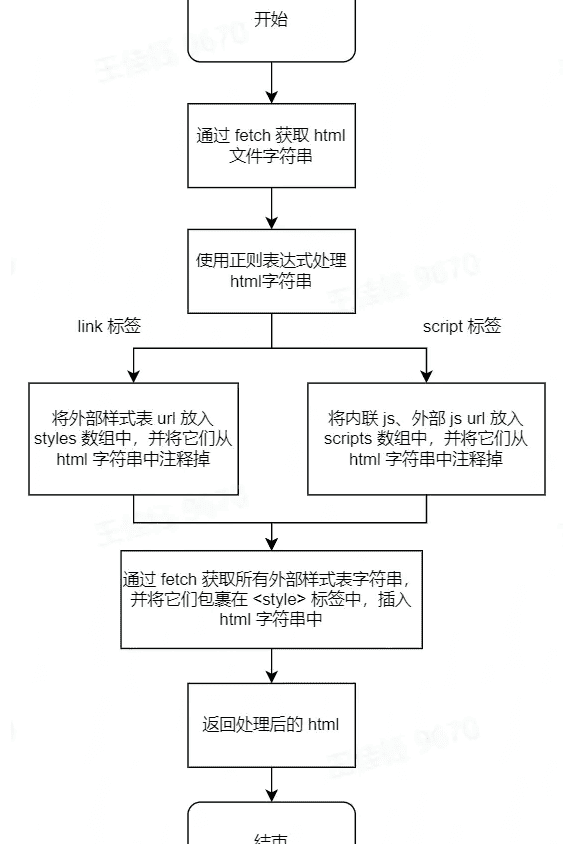 开始
通过 fetch 获取 html
文件字符串
使用正则表达式处理
html字符串
link 标签
script 标签
将外部样式表 url 放入
styles 数组中，并将它们从
html 字符串中注释掉
将内联 js、外部 js url 放入
scripts 数组中，并将它们从
html 字符串中注释掉
通过 fetch 获取所有外部样式表字符串，
并将它们包裹在 <style> 标签中，插入
html 字符串中
返回处理后的 html
结束